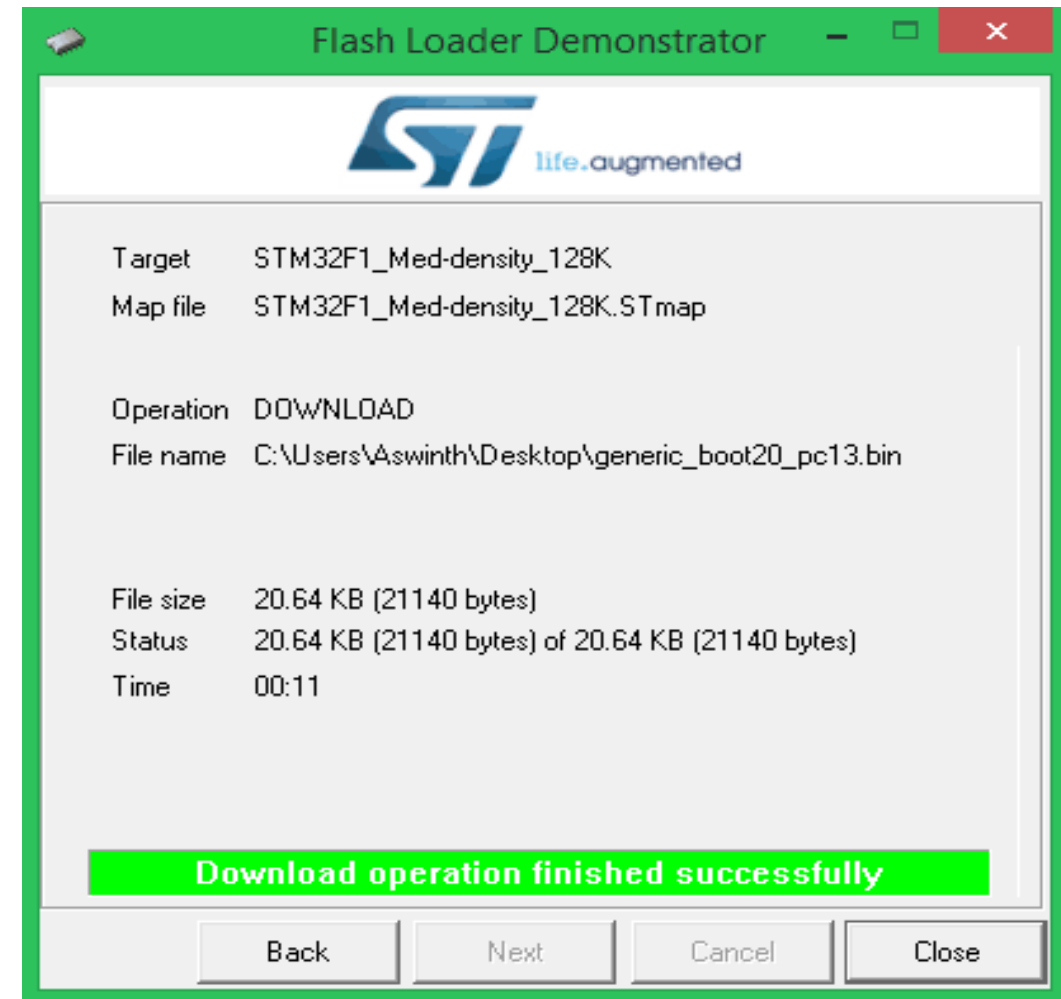 Flash Loader Demonstrator
ST life.augmented
Target STM32F1_Med-density_128K
Map file STM32F1_Med-density_128K.STmap
Operation DOWNLOAD
File name C:\Users\Aswinth\Desktop\generic_boot20_pc13.bin
File size 20.64 KB (21140 bytes)
Status 20.64 KB (21140 bytes) of 20.64 KB (21140 bytes)
Time 00:11
Download operation finished successfully
Back Next Cancel Close